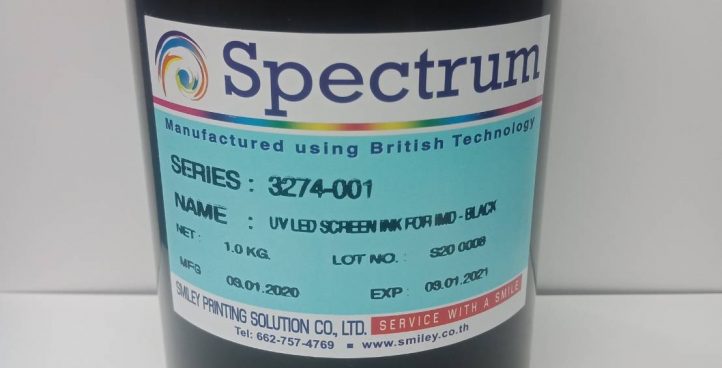 Spectrum
Manufactured using British Technology
SERIES : 3274-001
NAME : UV LED SCREEN INK FOR IMD - BLACK
NET : 1.0 KG. LOT NO. : S20 0008
MFG : 09.01.2020 EXP : 09.01.2021
SMILEY PRINTING SOLUTION CO., LTD. SERVICE WITH A SMILE
Tel: 662-757-4769 ■ www.smiley.co.th